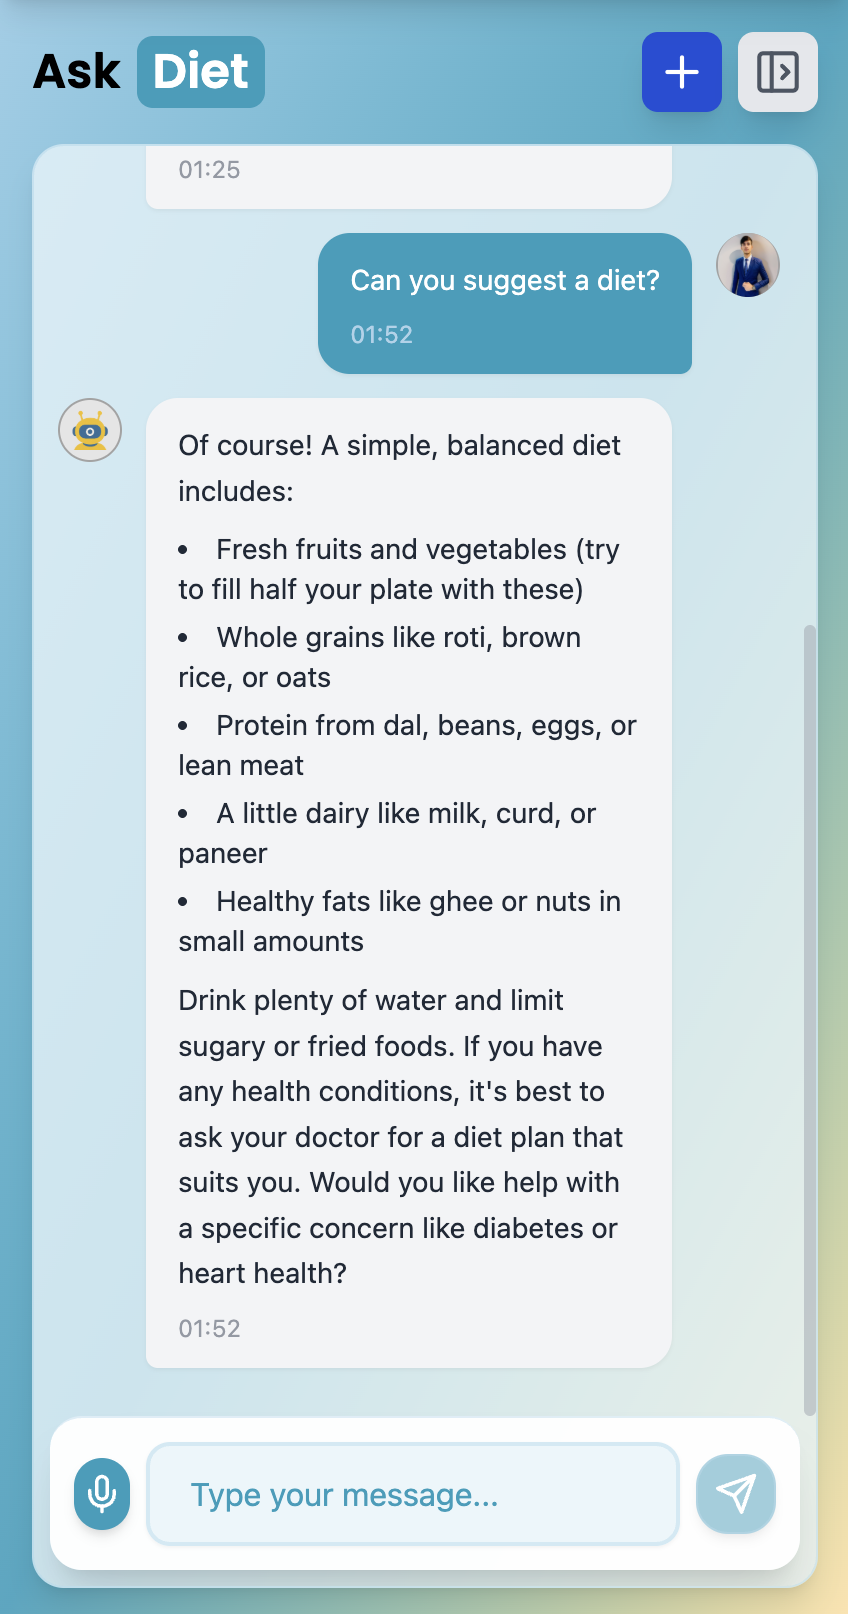 Ask Diet
01:25
Can you suggest a diet?
01:52
Of course! A simple, balanced diet
includes:
• Fresh fruits and vegetables (try
to fill half your plate with these)
• Whole grains like roti, brown
rice, or oats
• Protein from dal, beans, eggs, or
lean meat
• A little dairy like milk, curd, or
paneer
• Healthy fats like ghee or nuts in
small amounts
Drink plenty of water and limit
sugary or fried foods. If you have
any health conditions, it's best to
ask your doctor for a diet plan that
suits you. Would you like help with
a specific concern like diabetes or
heart health?
01:52
Type your message...